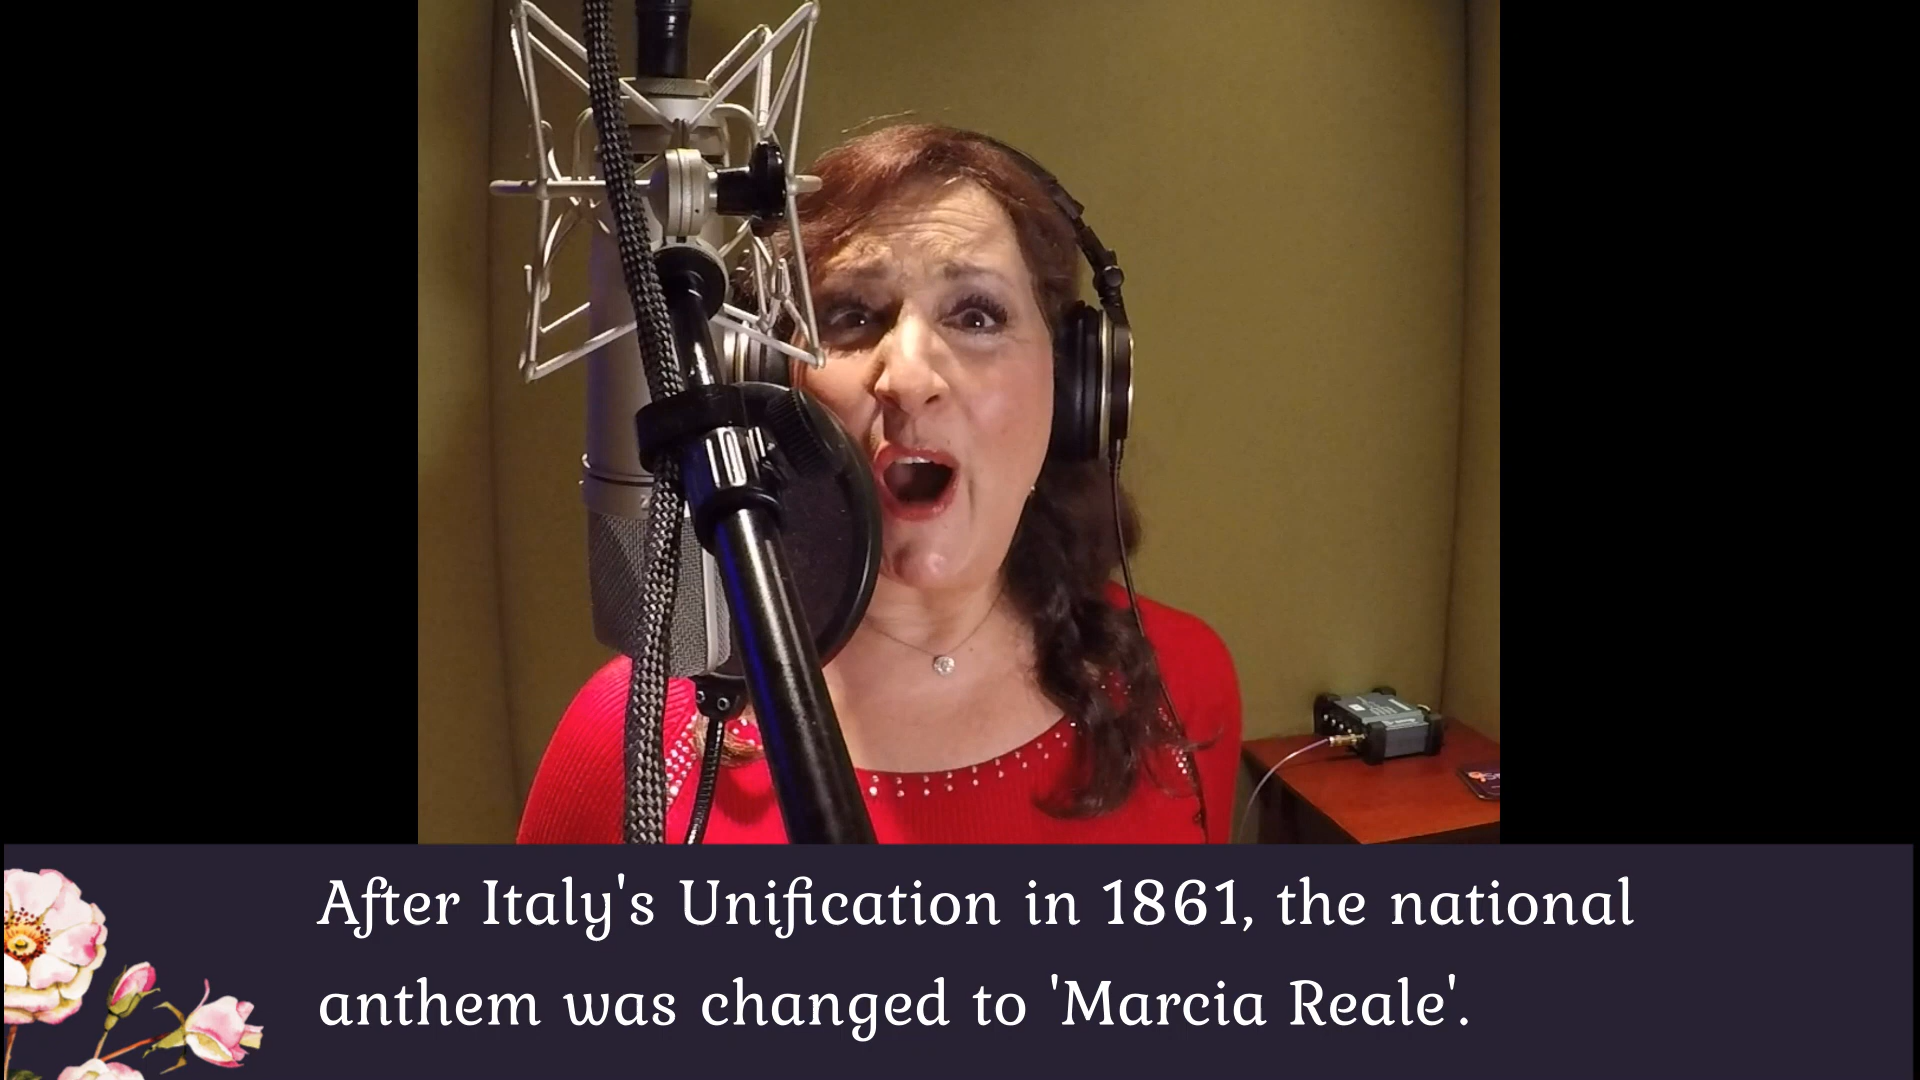 After Italy's Unification in 1861, the national
anthem was changed to 'Marcia Reale'.